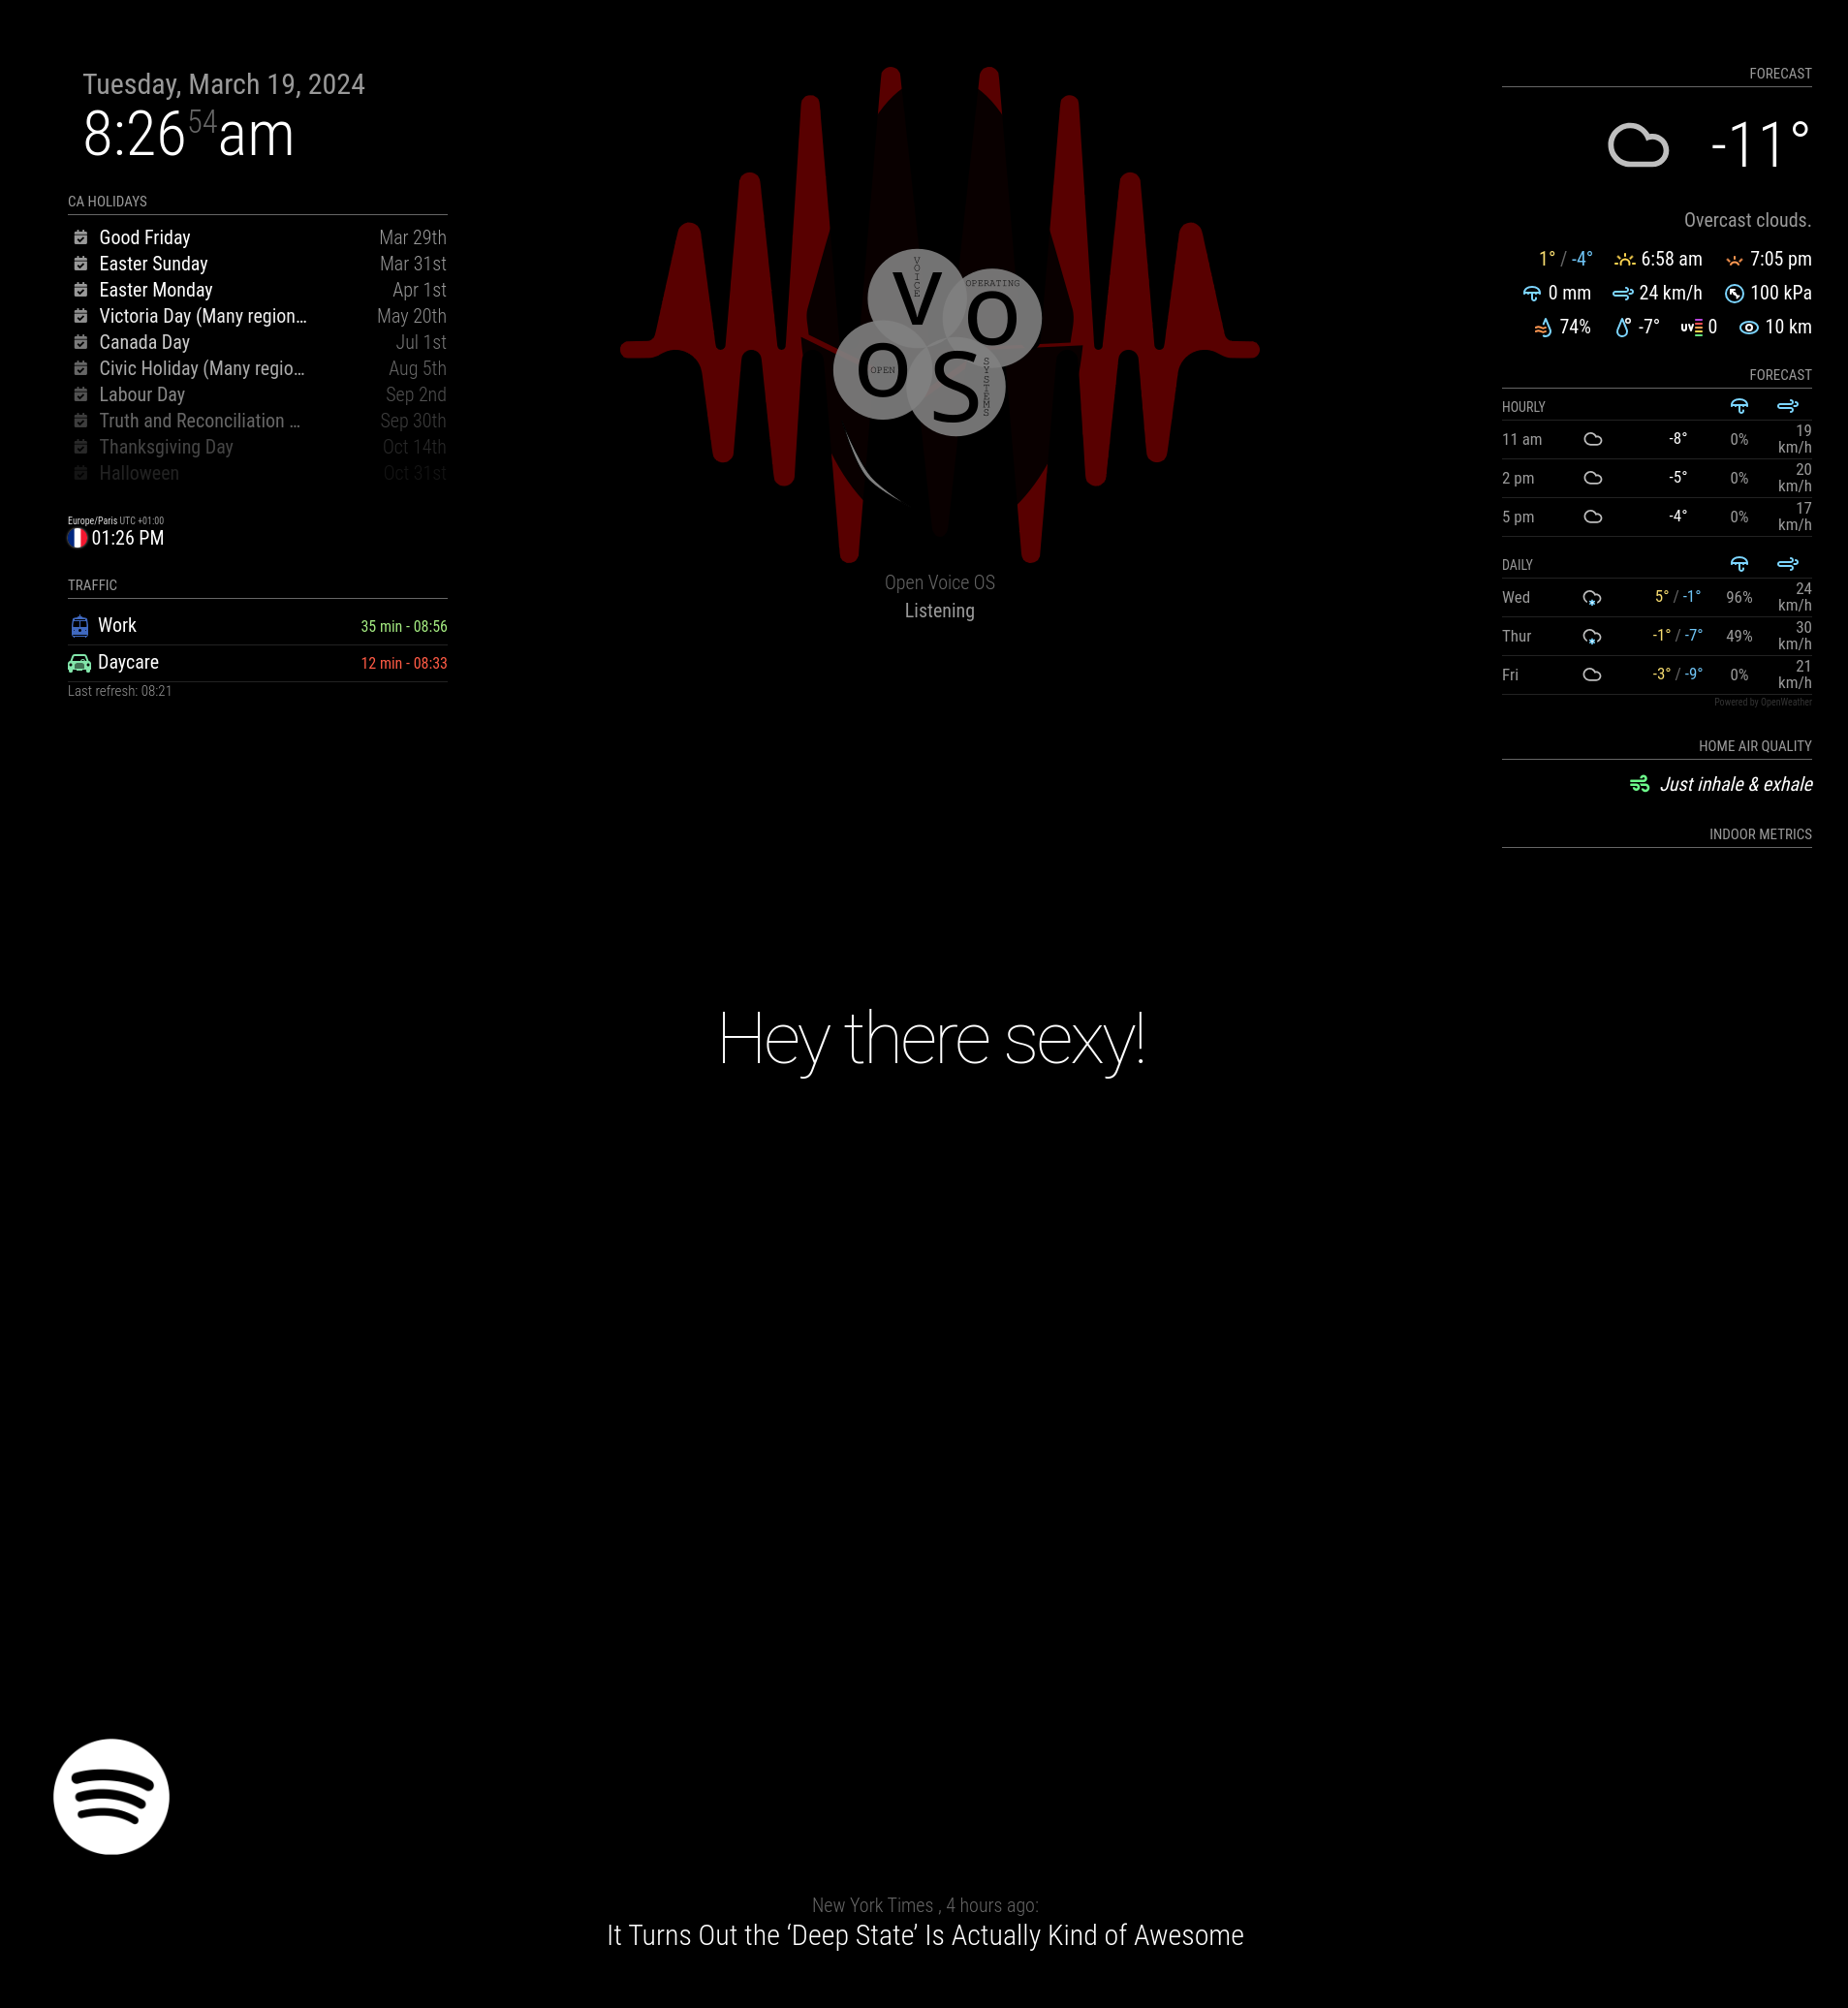 Tuesday, March 19, 2024
8:26 54 am
CA HOLIDAYS
Good Friday Mar 29th
Easter Sunday Mar 31st
Easter Monday Apr 1st
Victoria Day (Many region… May 20th
Canada Day Jul 1st
Civic Holiday (Many regio… Aug 5th
Labour Day Sep 2nd
Truth and Reconciliation … Sep 30th
Thanksgiving Day Oct 14th
Halloween Oct 31st
Europe/Paris UTC +01:00
01:26 PM
TRAFFIC
Work 35 min - 08:56
Daycare 12 min - 08:33
Last refresh: 08:21
VOICE
V
OPERATING
O
OPEN
O
SYSTEMS
S
Open Voice OS
Listening
FORECAST
-11°
Overcast clouds.
1° / -4° 6:58 am 7:05 pm
0 mm 24 km/h 100 kPa
74% -7° UV 0 10 km
FORECAST
HOURLY
11 am -8° 0% 19 km/h
2 pm -5° 0% 20 km/h
5 pm -4° 0% 17 km/h
DAILY
Wed 5° / -1° 96% 24 km/h
Thur -1° / -7° 49% 30 km/h
Fri -3° / -9° 0% 21 km/h
Powered by OpenWeather
HOME AIR QUALITY
Just inhale & exhale
INDOOR METRICS
Hey there sexy!
New York Times , 4 hours ago:
It Turns Out the ‘Deep State’ Is Actually Kind of Awesome